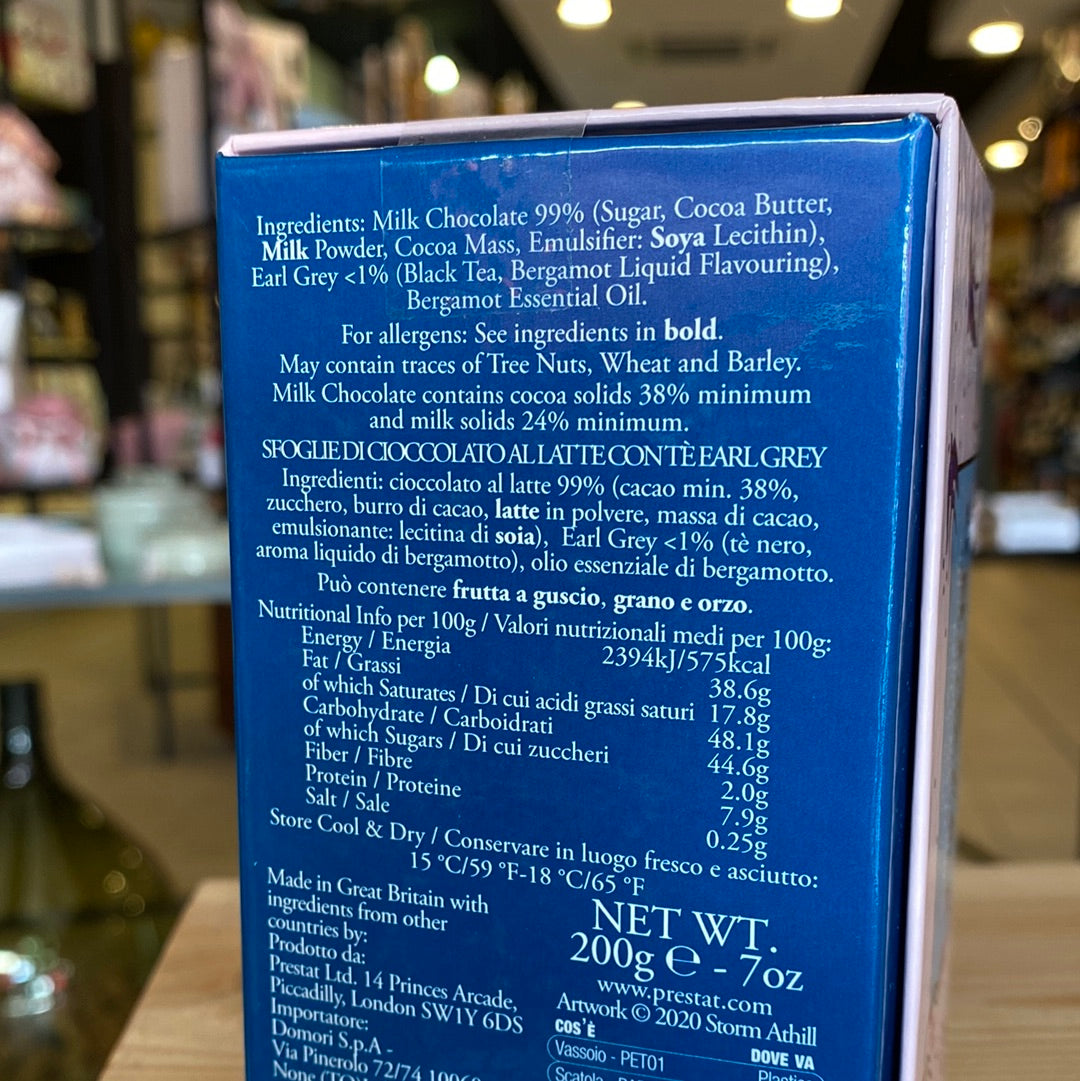 Ingredients: Milk Chocolate 99% (Sugar, Cocoa Butter,
Milk Powder, Cocoa Mass, Emulsifier: Soya Lecithin),
Earl Grey <1% (Black Tea, Bergamot Liquid Flavouring),
Bergamot Essential Oil.
For allergens: See ingredients in bold.
May contain traces of Tree Nuts, Wheat and Barley.
Milk Chocolate contains cocoa solids 38% minimum
and milk solids 24% minimum.
SFOGLIE DI CIOCCOLATO AL LATTE CON TÈ EARL GREY
Ingredienti: cioccolato al latte 99% (cacao min. 38%,
zucchero, burro di cacao, latte in polvere, massa di cacao,
emulsionante: lecitina di soia), Earl Grey <1% (tè nero,
aroma liquido di bergamotto), olio essenziale di bergamotto.
Può contenere frutta a guscio, grano e orzo.
Nutritional Info per 100g / Valori nutrizionali medi per 100g:
Energy / Energia 2394kJ/575kcal
Fat / Grassi 38.6g
of which Saturates / Di cui acidi grassi saturi 17.8g
Carbohydrate / Carboidrati 48.1g
of which Sugars / Di cui zuccheri 44.6g
Fiber / Fibre 2.0g
Protein / Proteine 7.9g
Salt / Sale 0.25g
Store Cool & Dry / Conservare in luogo fresco e asciutto:
15 °C/59 °F-18 °C/65 °F
Made in Great Britain with
ingredients from other
countries by:
Prodotto da:
Prestat Ltd. 14 Princes Arcade,
Piccadilly, London SW1Y 6DS
Importatore:
Domori S.p.A -
Via Pinerolo 72/74
None
NET WT.
200g e - 7oz
www.prestat.com
Artwork © 2020 Storm Athill
COS'È DOVE VA
Vassoio - PET01
Scatola